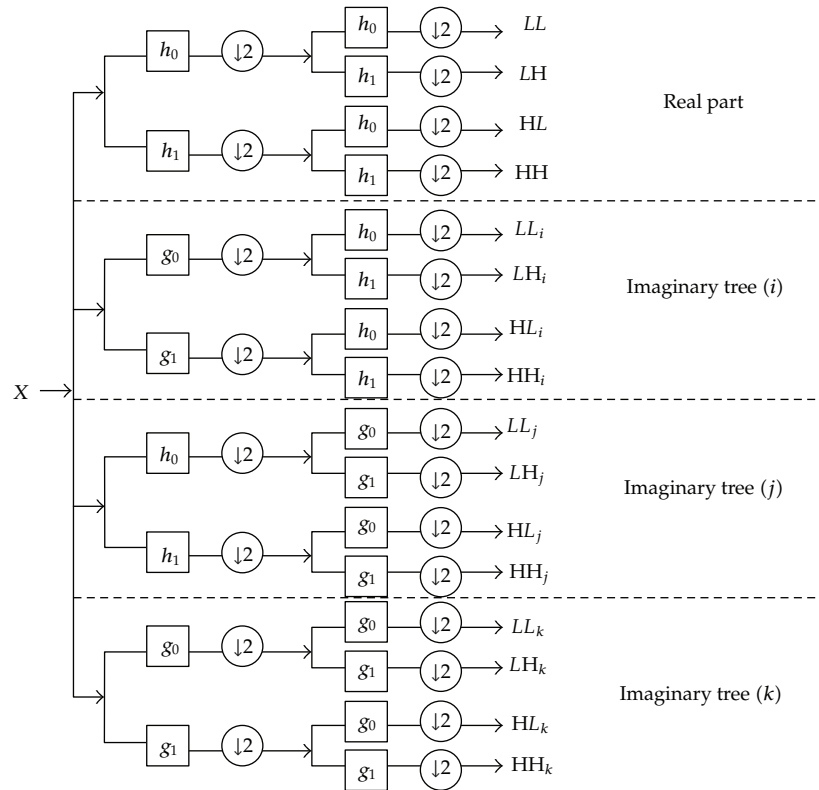 h₀ ↓2 h₀ ↓2 LL
h₁ ↓2 LH
Real part
h₁ ↓2 h₀ ↓2 HL
h₁ ↓2 HH
g₀ ↓2 h₀ ↓2 LLᵢ
h₁ ↓2 LHᵢ
Imaginary tree (i)
g₁ ↓2 h₀ ↓2 HLᵢ
h₁ ↓2 HHᵢ
X
h₀ ↓2 g₀ ↓2 LLⱼ
g₁ ↓2 LHⱼ
Imaginary tree (j)
h₁ ↓2 g₀ ↓2 HLⱼ
g₁ ↓2 HHⱼ
g₀ ↓2 g₀ ↓2 LLₖ
g₁ ↓2 LHₖ
Imaginary tree (k)
g₁ ↓2 g₀ ↓2 HLₖ
g₁ ↓2 HHₖ